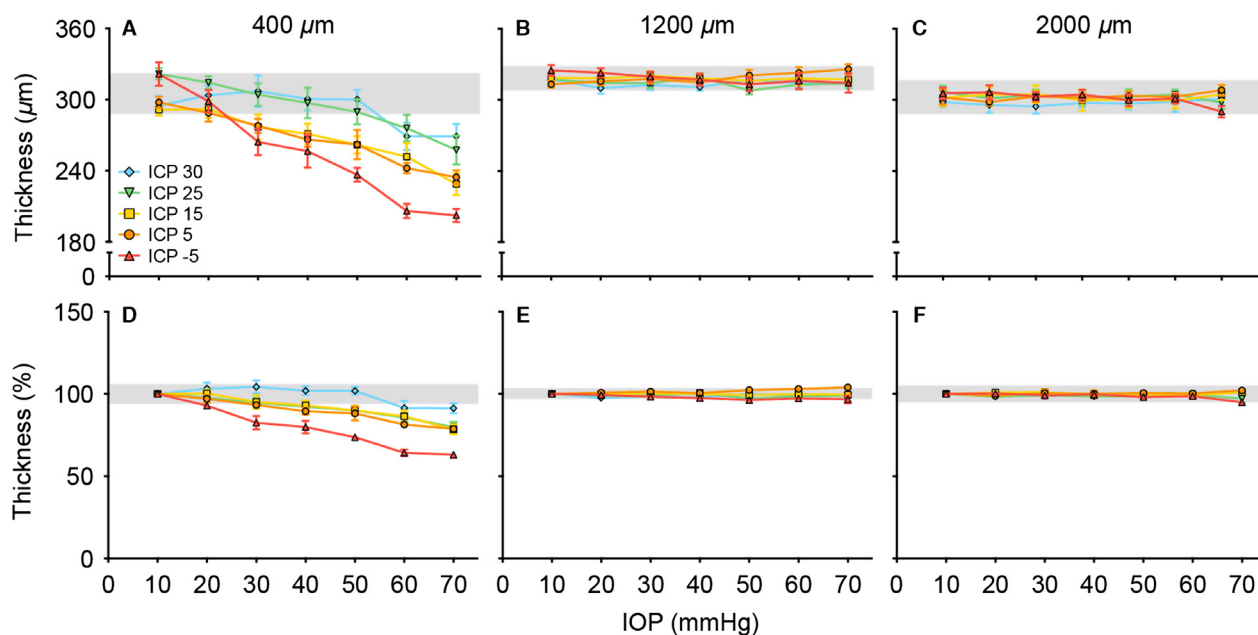 A 400 µm
B 1200 µm
C 2000 µm
Thickness (µm)
360
300
240
180
0
ICP 30
ICP 25
ICP 15
ICP 5
ICP -5
D
E
F
Thickness (%)
150
100
50
0
0 10 20 30 40 50 60 70
0 10 20 30 40 50 60 70
0 10 20 30 40 50 60 70
IOP (mmHg)